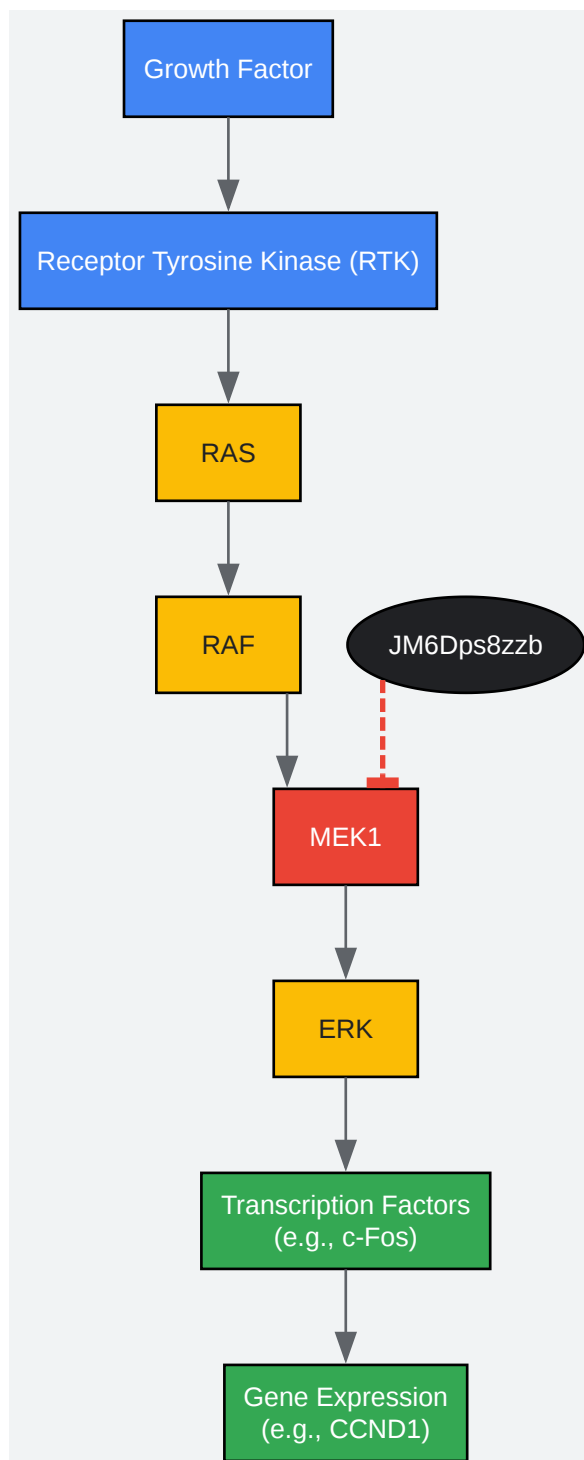 Growth Factor
Receptor Tyrosine Kinase (RTK)
RAS
RAF
JM6Dps8zzb
MEK1
ERK
Transcription Factors
(e.g., c-Fos)
Gene Expression
(e.g., CCND1)